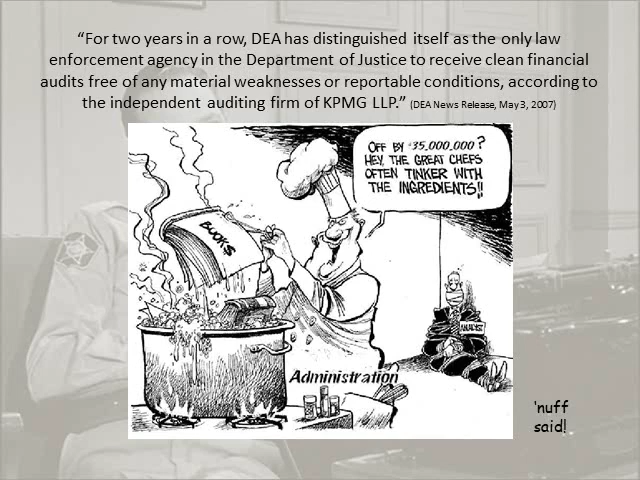 “For two years in a row, DEA has distinguished itself as the only law
enforcement agency in the Department of Justice to receive clean financial
audits free of any material weaknesses or reportable conditions, according to
the independent auditing firm of KPMG LLP.” (DEA News Release, May 3, 2007)
OFF BY $35,000,000?
HEY, THE GREAT CHEFS
OFTEN TINKER WITH
THE INGREDIENTS!!
BOOKS
ANALYST
Administration
'nuff
said!